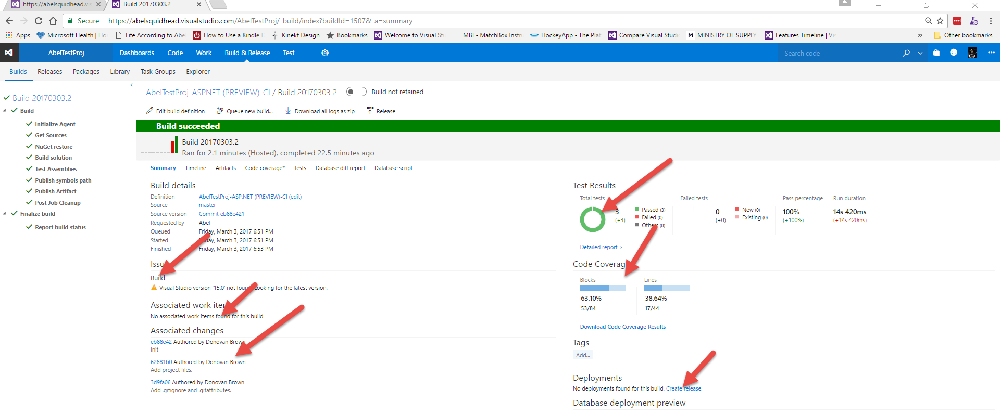 https://abelsquidhead.vis
Build 20170303.2
Secure https://abelsquidhead.visualstudio.com/AbelTestProj/_build/index?buildId=1507&_a=summary
Apps Microsoft Health | Ho Life According to Abe How to Use a Kindle D Kinekt Design Bookmarks Welcome to Visual Stu MBI - MatchBox Instru HockeyApp - The Plat Compare Visual Studi MINISTRY OF SUPPLY Features Timeline | Vis » Other bookmarks
AbelTestProj Dashboards Code Work Build & Release Test Search code
Builds Releases Packages Library Task Groups Explorer
Build 20170303.2
Build
Initialize Agent
Get Sources
NuGet restore
Build solution
Test Assemblies
Publish symbols path
Publish Artifact
Post Job Cleanup
Finalize build
Report build status
AbelTestProj-ASP.NET (PREVIEW)-CI / Build 20170303.2 Build not retained
Edit build definition Queue new build... Download all logs as zip Release
Build succeeded
Build 20170303.2
Ran for 2.1 minutes (Hosted), completed 22.5 minutes ago
Summary Timeline Artifacts Code coverage* Tests Database diff report Database script
Build details
Definition AbelTestProj-ASP.NET (PREVIEW)-CI (edit)
Source master
Source version Commit eb88e421
Requested by Abel
Queued Friday, March 3, 2017 6:51 PM
Started Friday, March 3, 2017 6:51 PM
Finished Friday, March 3, 2017 6:53 PM
Issu
Build
Visual Studio version '15.0' not found. Looking for the latest version.
Associated work iten
No associated work items found for this build
Associated changes
eb88e42 Authored by Donovan Brown
Init
62681b0 Authored by Donovan Brown
Add project files.
3d9fa06 Authored by Donovan Brown
Add .gitignore and .gitattributes.
Test Results
Total tests Failed tests Pass percentage Run duration
3 Passed (3) 0 New (0) 100% 14s 420ms
(+3) Failed (0) (+0) Existing (0) (+100%) (+14s 420ms)
Others (0)
Detailed report >
Code Coverag
Blocks Lines
63.10% 38.64%
53/84 17/44
Download Code Coverage Results
Tags
Add...
Deployments
No deployments found for this build. Create release.
Database deployment preview